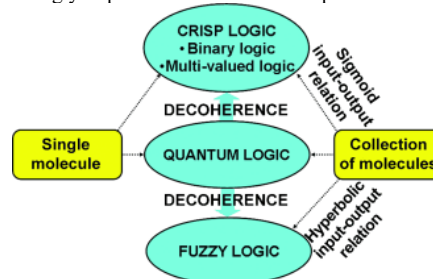 CRISP LOGIC
•Binary logic
•Multi-valued logic
Sigmoid
input-output
relation
DECOHERENCE
Single
molecule
QUANTUM LOGIC
Collection
of molecules
DECOHERENCE
Hyperbolic
input-output
relation
FUZZY LOGIC